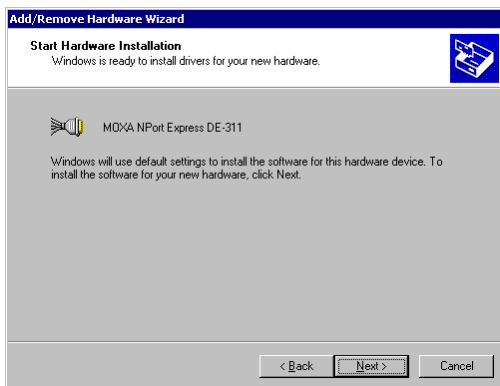 Add/Remove Hardware Wizard
Start Hardware Installation
Windows is ready to install drivers for your new hardware.
MOXA NPort Express DE-311
Windows will use default settings to install the software for this hardware device. To
install the software for your new hardware, click Next.
< Back Next > Cancel